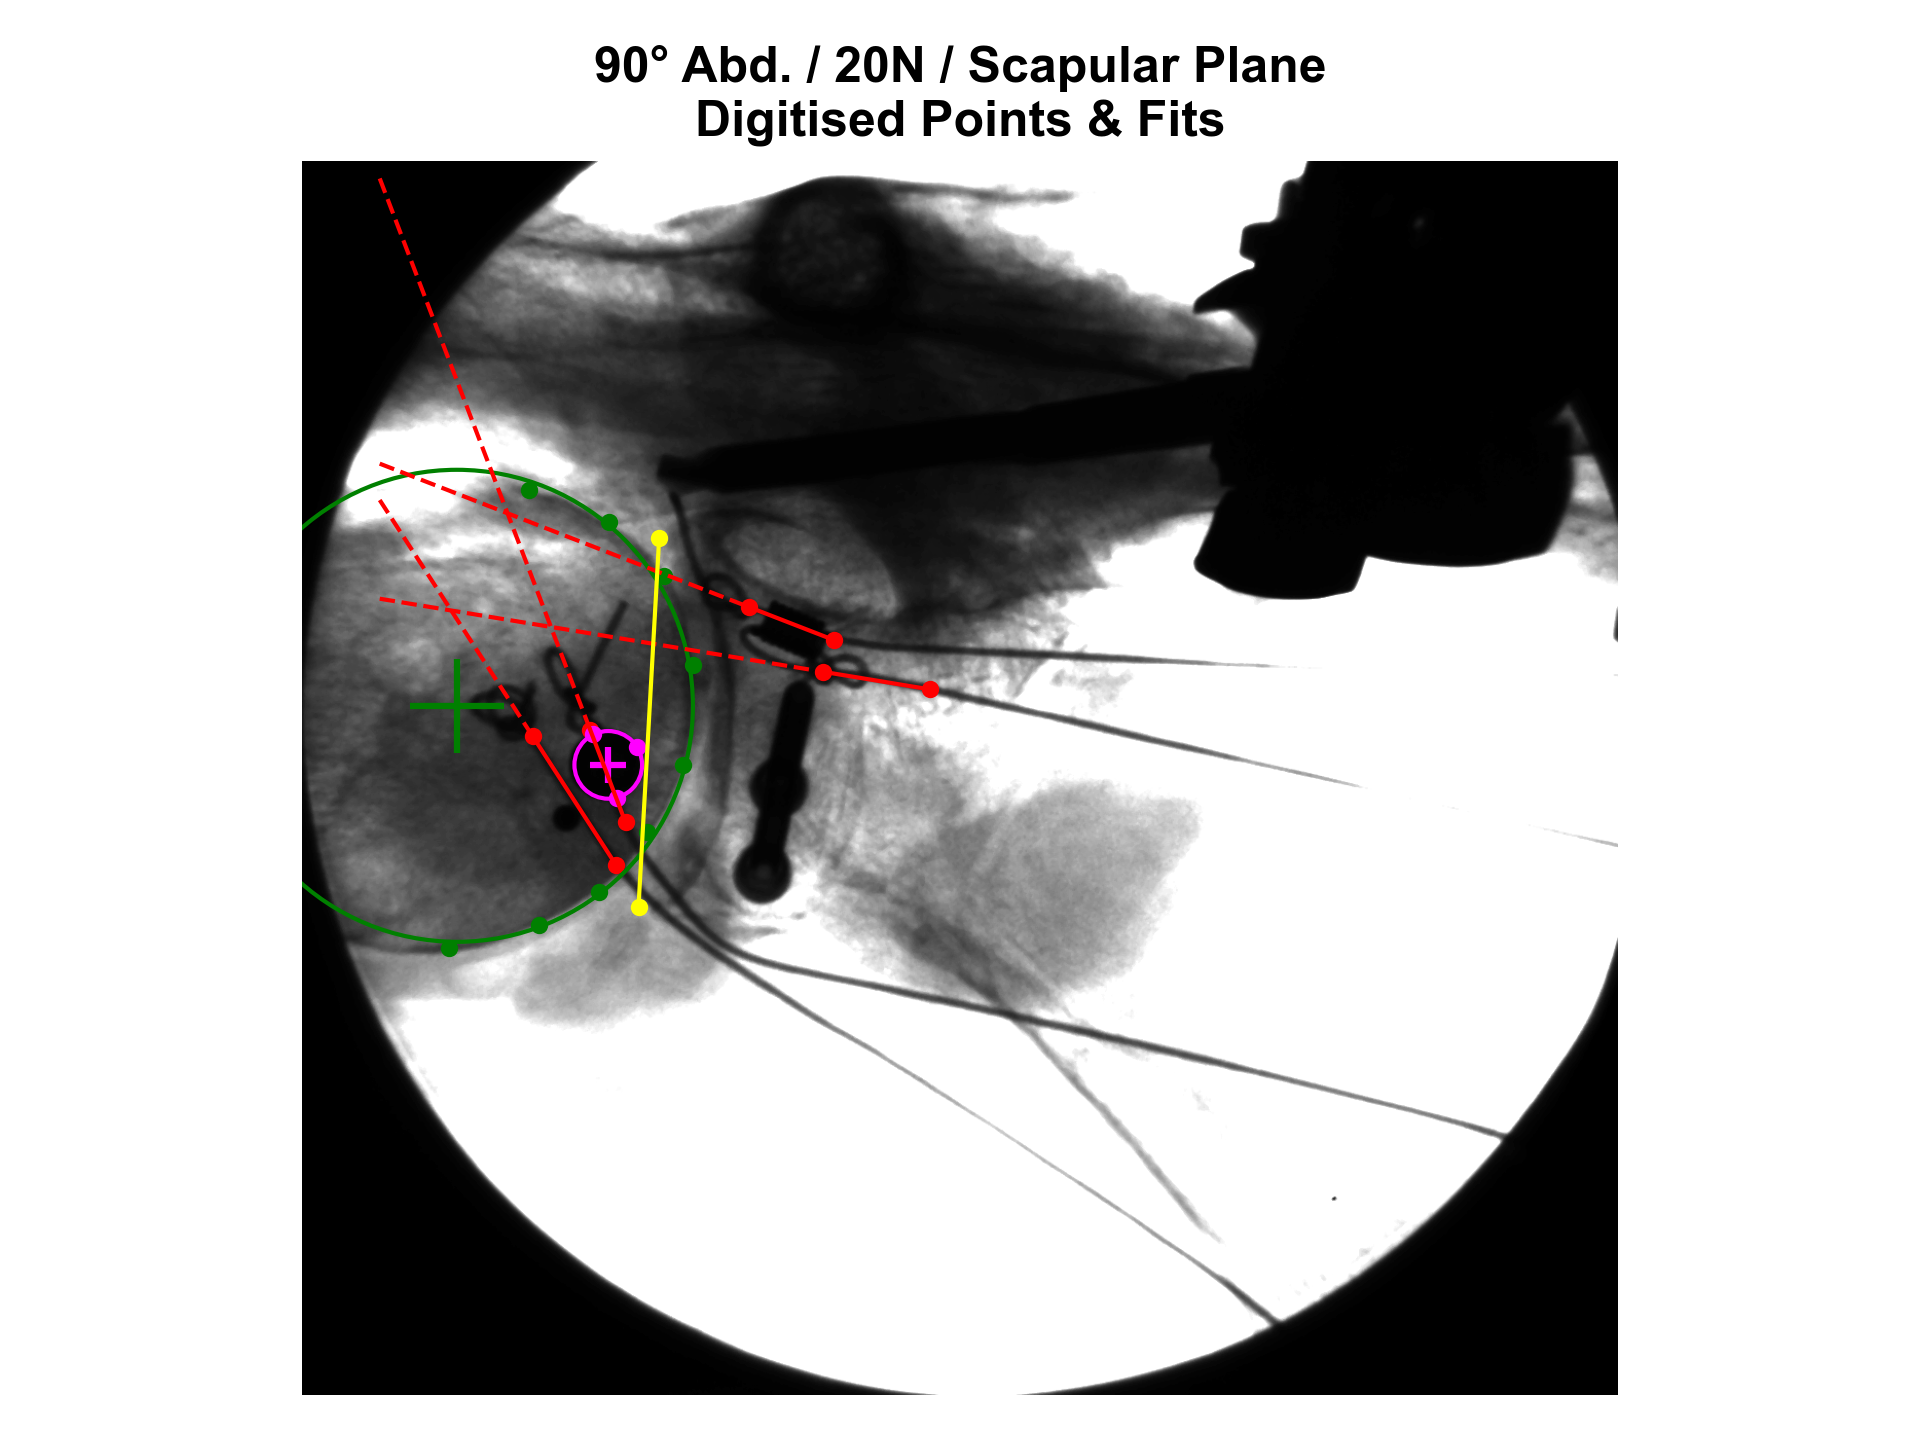 90° Abd. / 20N / Scapular Plane
Digitised Points & Fits